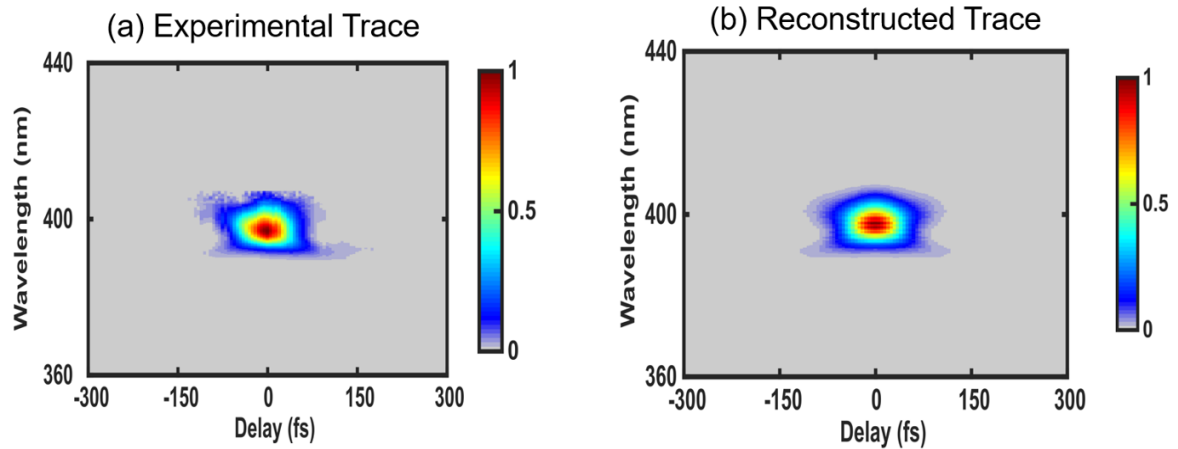 (a) Experimental Trace
440
400
360
Wavelength (nm)
-300 -150 0 150 300
Delay (fs)
1
0.5
0
(b) Reconstructed Trace
440
400
360
Wavelength (nm)
-300 -150 0 150 300
Delay (fs)
1
0.5
0